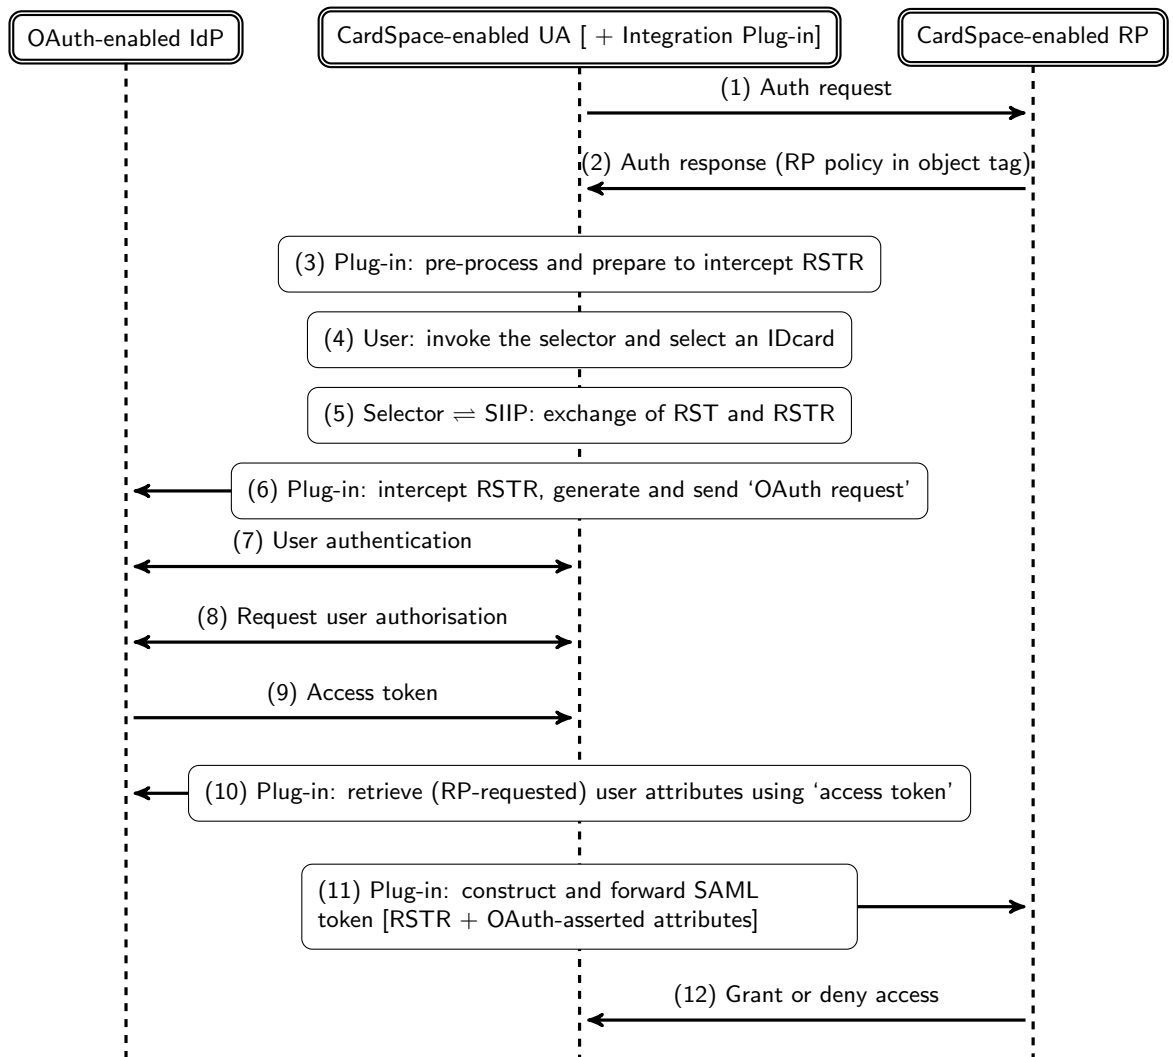 OAuth-enabled IdP
CardSpace-enabled UA [ + Integration Plug-in]
CardSpace-enabled RP
(1) Auth request
(2) Auth response (RP policy in object tag)
(3) Plug-in: pre-process and prepare to intercept RSTR
(4) User: invoke the selector and select an IDcard
(5) Selector ⇌ SIIP: exchange of RST and RSTR
(6) Plug-in: intercept RSTR, generate and send ‘OAuth request’
(7) User authentication
(8) Request user authorisation
(9) Access token
(10) Plug-in: retrieve (RP-requested) user attributes using ‘access token’
(11) Plug-in: construct and forward SAML
token [RSTR + OAuth-asserted attributes]
(12) Grant or deny access